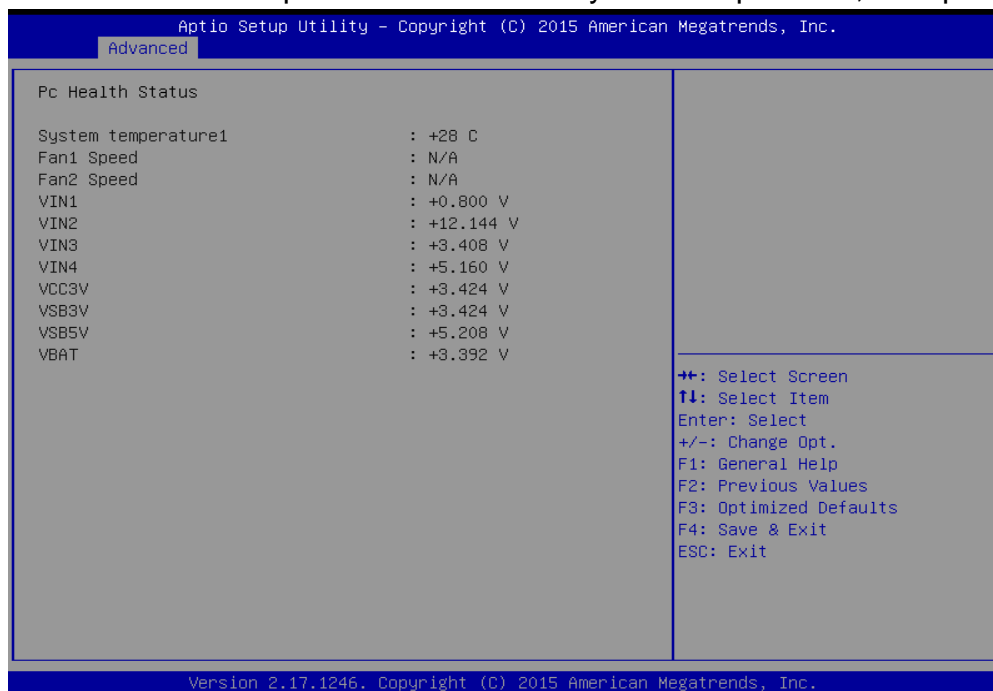 Aptio Setup Utility – Copyright (C) 2015 American Megatrends, Inc.
Advanced
Pc Health Status
System temperature1 : +28 C
Fan1 Speed : N/A
Fan2 Speed : N/A
VIN1 : +0.800 V
VIN2 : +12.144 V
VIN3 : +3.408 V
VIN4 : +5.160 V
VCC3V : +3.424 V
VSB3V : +3.424 V
VSB5V : +5.208 V
VBAT : +3.392 V
→←: Select Screen
↑↓: Select Item
Enter: Select
+/-: Change Opt.
F1: General Help
F2: Previous Values
F3: Optimized Defaults
F4: Save & Exit
ESC: Exit
Version 2.17.1246. Copyright (C) 2015 American Megatrends, Inc.